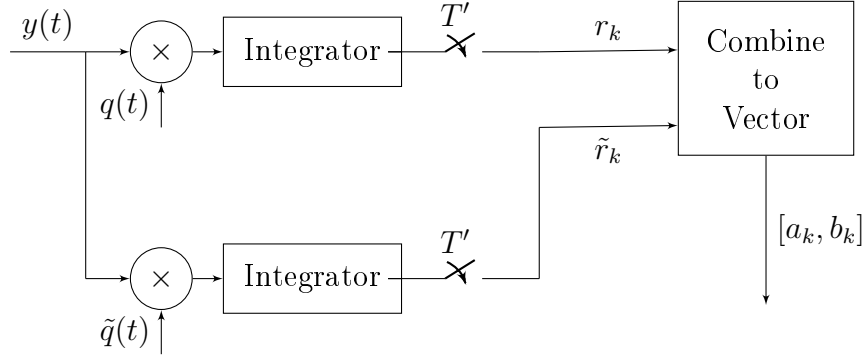 y(t)
×
q(t)
Integrator
T′
r_k
Combine
to
Vector
r̃_k
[a_k, b_k]
×
q̃(t)
Integrator
T′